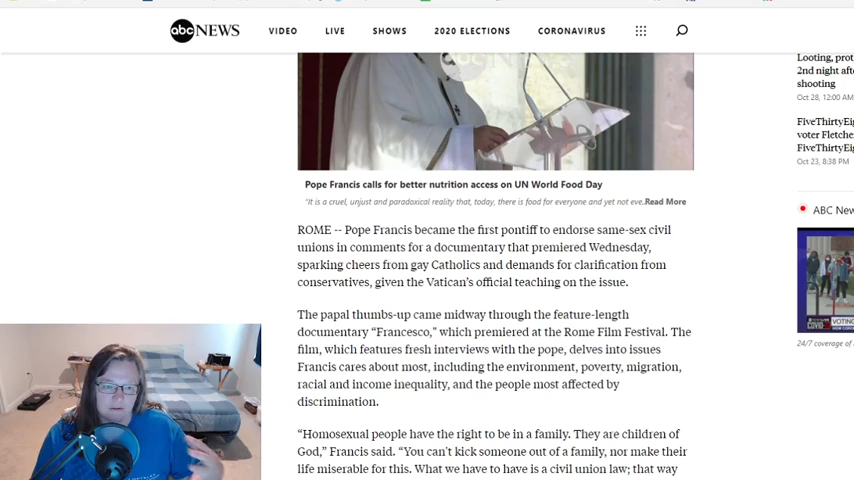 abc NEWS VIDEO LIVE SHOWS 2020 ELECTIONS CORONAVIRUS
abc NEWS
Pope Francis calls for better nutrition access on UN World Food Day
"It is a cruel, unjust and paradoxical reality that, today, there is food for everyone and yet not eve..Read More
ROME -- Pope Francis became the first pontiff to endorse same-sex civil
unions in comments for a documentary that premiered Wednesday,
sparking cheers from gay Catholics and demands for clarification from
conservatives, given the Vatican's official teaching on the issue.
The papal thumbs-up came midway through the feature-length
documentary "Francesco," which premiered at the Rome Film Festival. The
film, which features fresh interviews with the pope, delves into issues
Francis cares about most, including the environment, poverty, migration,
racial and income inequality, and the people most affected by
discrimination.
"Homosexual people have the right to be in a family. They are children of
God," Francis said. "You can't kick someone out of a family, nor make their
life miserable for this. What we have to have is a civil union law; that way
Looting, prot
2nd night afte
shooting
Oct 28, 12:00 AM
FiveThirtyEig
voter Fletche
FiveThirtyEig
Oct 23, 8:38 PM
ABC New
VOTING
24/7 coverage of